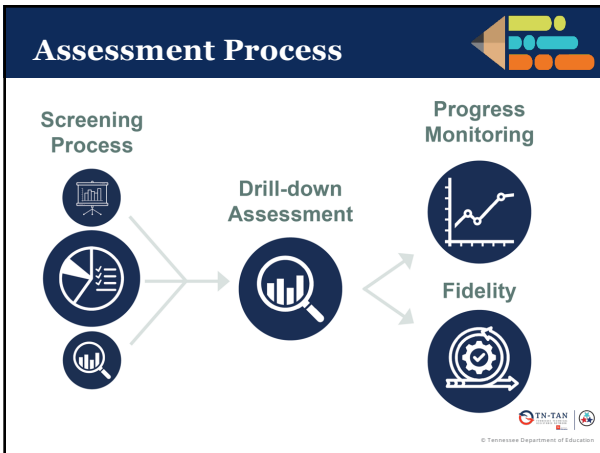 Assessment Process
Screening
Process
Drill-down
Assessment
Progress
Monitoring
Fidelity
TN-TAN
© Tennessee Department of Education